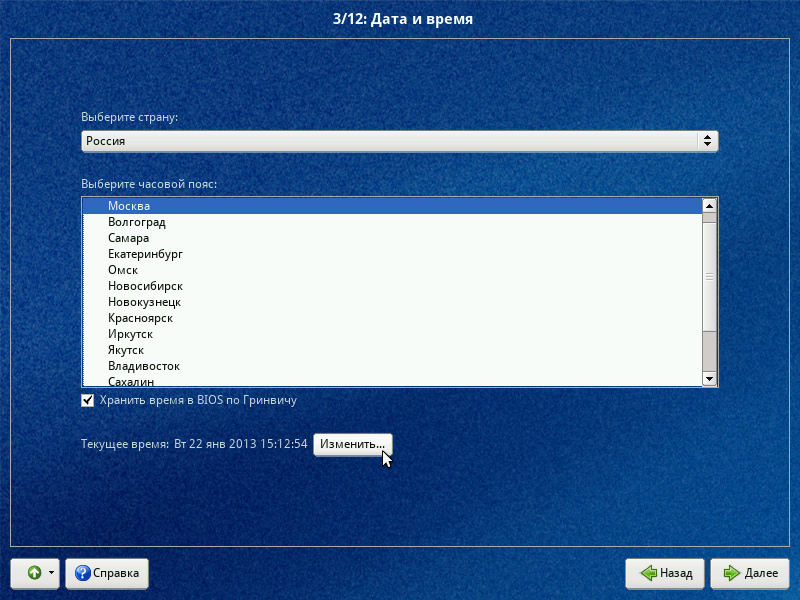 3/12: Дата и время
Выберите страну:
Россия
Выберите часовой пояс:
Москва
Волгоград
Самара
Екатеринбург
Омск
Новосибирск
Новокузнецк
Красноярск
Иркутск
Якутск
Владивосток
Сахалин
Хранить время в BIOS по Гринвичу
Текущее время: Вт 22 янв 2013 15:12:54 Изменить...
Справка Назад Далее